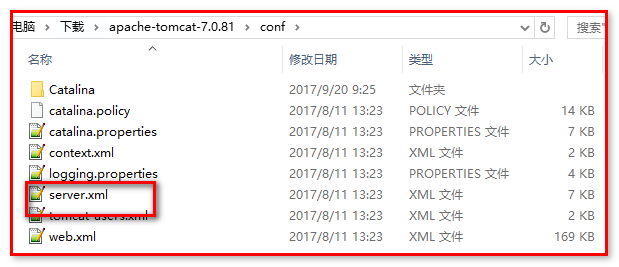 电脑 › 下载 › apache-tomcat-7.0.81 › conf 搜索"
名称 修改日期 类型 大小
Catalina 2017/9/20 9:25 文件夹
catalina.policy 2017/8/11 13:23 POLICY 文件 14 KB
catalina.properties 2017/8/11 13:23 PROPERTIES 文件 7 KB
context.xml 2017/8/11 13:23 XML 文件 2 KB
logging.properties 2017/8/11 13:23 PROPERTIES 文件 4 KB
server.xml 2017/8/11 13:23 XML 文件 7 KB
tomcat-users.xml 2017/8/11 13:23 XML 文件 2 KB
web.xml 2017/8/11 13:23 XML 文件 169 KB